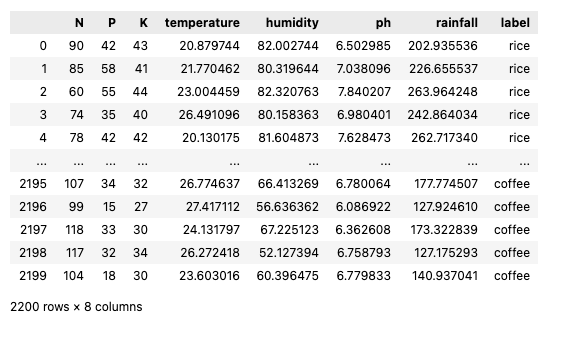 N P K temperature humidity ph rainfall label
0 90 42 43 20.879744 82.002744 6.502985 202.935536 rice
1 85 58 41 21.770462 80.319644 7.038096 226.655537 rice
2 60 55 44 23.004459 82.320763 7.840207 263.964248 rice
3 74 35 40 26.491096 80.158363 6.980401 242.864034 rice
4 78 42 42 20.130175 81.604873 7.628473 262.717340 rice
... ... ... ... ... ... ... ... ...
2195 107 34 32 26.774637 66.413269 6.780064 177.774507 coffee
2196 99 15 27 27.417112 56.636362 6.086922 127.924610 coffee
2197 118 33 30 24.131797 67.225123 6.362608 173.322839 coffee
2198 117 32 34 26.272418 52.127394 6.758793 127.175293 coffee
2199 104 18 30 23.603016 60.396475 6.779833 140.937041 coffee
2200 rows × 8 columns